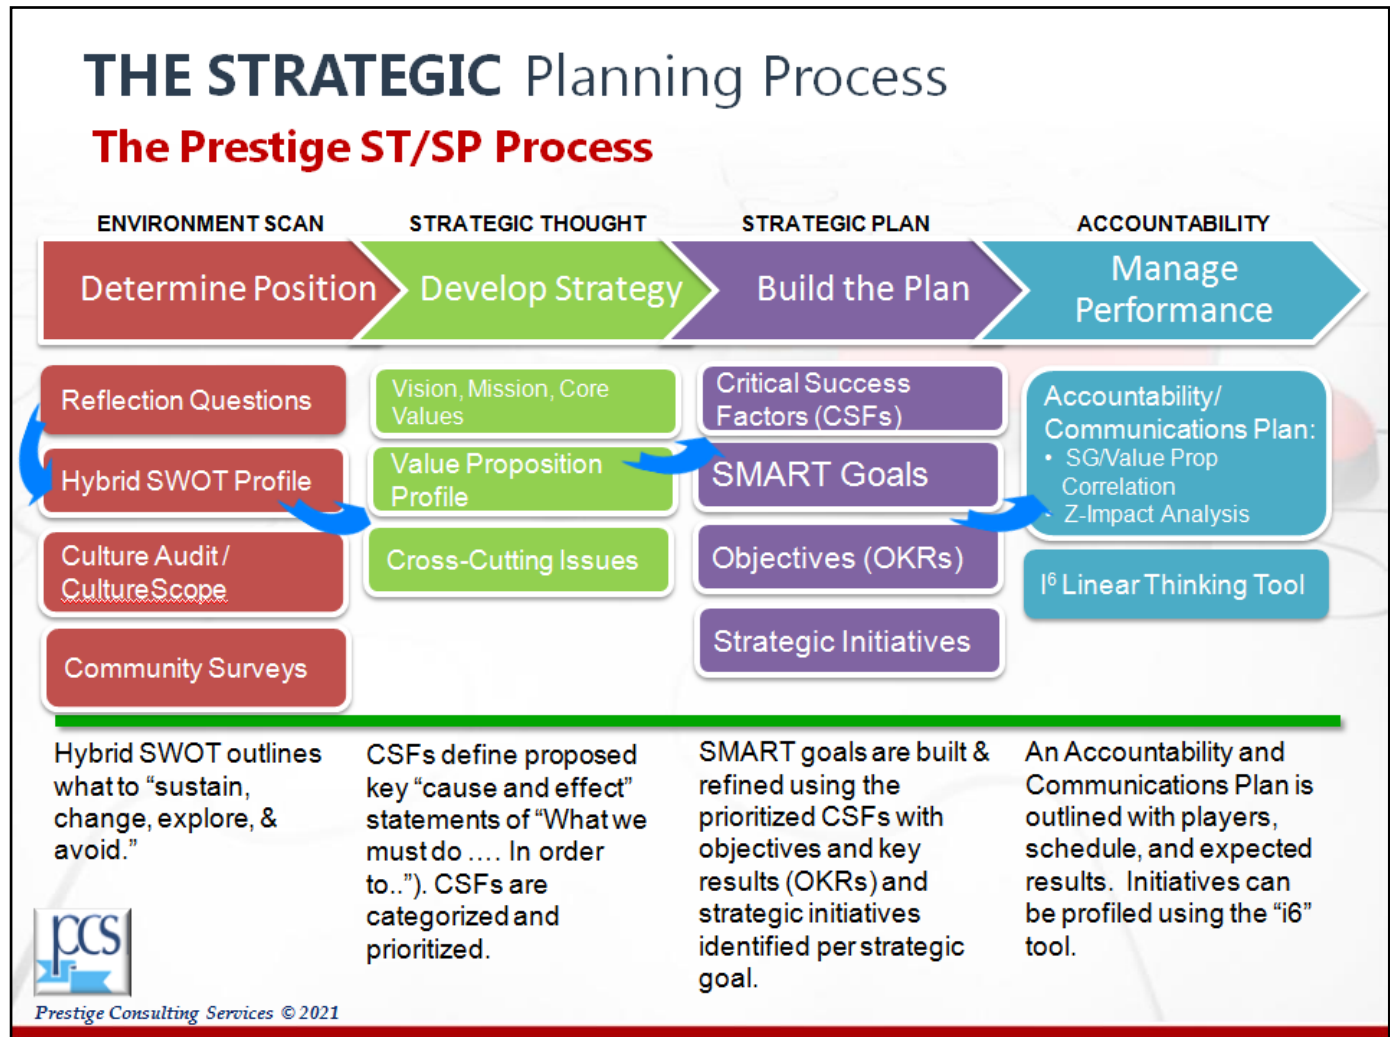 THE STRATEGIC Planning Process
The Prestige ST/SP Process
ENVIRONMENT SCAN
STRATEGIC THOUGHT
STRATEGIC PLAN
ACCOUNTABILITY
Determine Position
Develop Strategy
Build the Plan
Manage
Performance
Reflection Questions
Hybrid SWOT Profile
Culture Audit /
CultureScope
Community Surveys
Vision, Mission, Core
Values
Value Proposition
Profile
Cross-Cutting Issues
Critical Success
Factors (CSFs)
SMART Goals
Objectives (OKRs)
Strategic Initiatives
Accountability/
Communications Plan:
• SG/Value Prop
Correlation
• Z-Impact Analysis
I⁶ Linear Thinking Tool
Hybrid SWOT outlines
what to “sustain,
change, explore, &
avoid.”
CSFs define proposed
key “cause and effect”
statements of “What we
must do .... In order
to..”). CSFs are
categorized and
prioritized.
SMART goals are built &
refined using the
prioritized CSFs with
objectives and key
results (OKRs) and
strategic initiatives
identified per strategic
goal.
An Accountability and
Communications Plan is
outlined with players,
schedule, and expected
results. Initiatives can
be profiled using the “i6”
tool.
pcs
Prestige Consulting Services © 2021